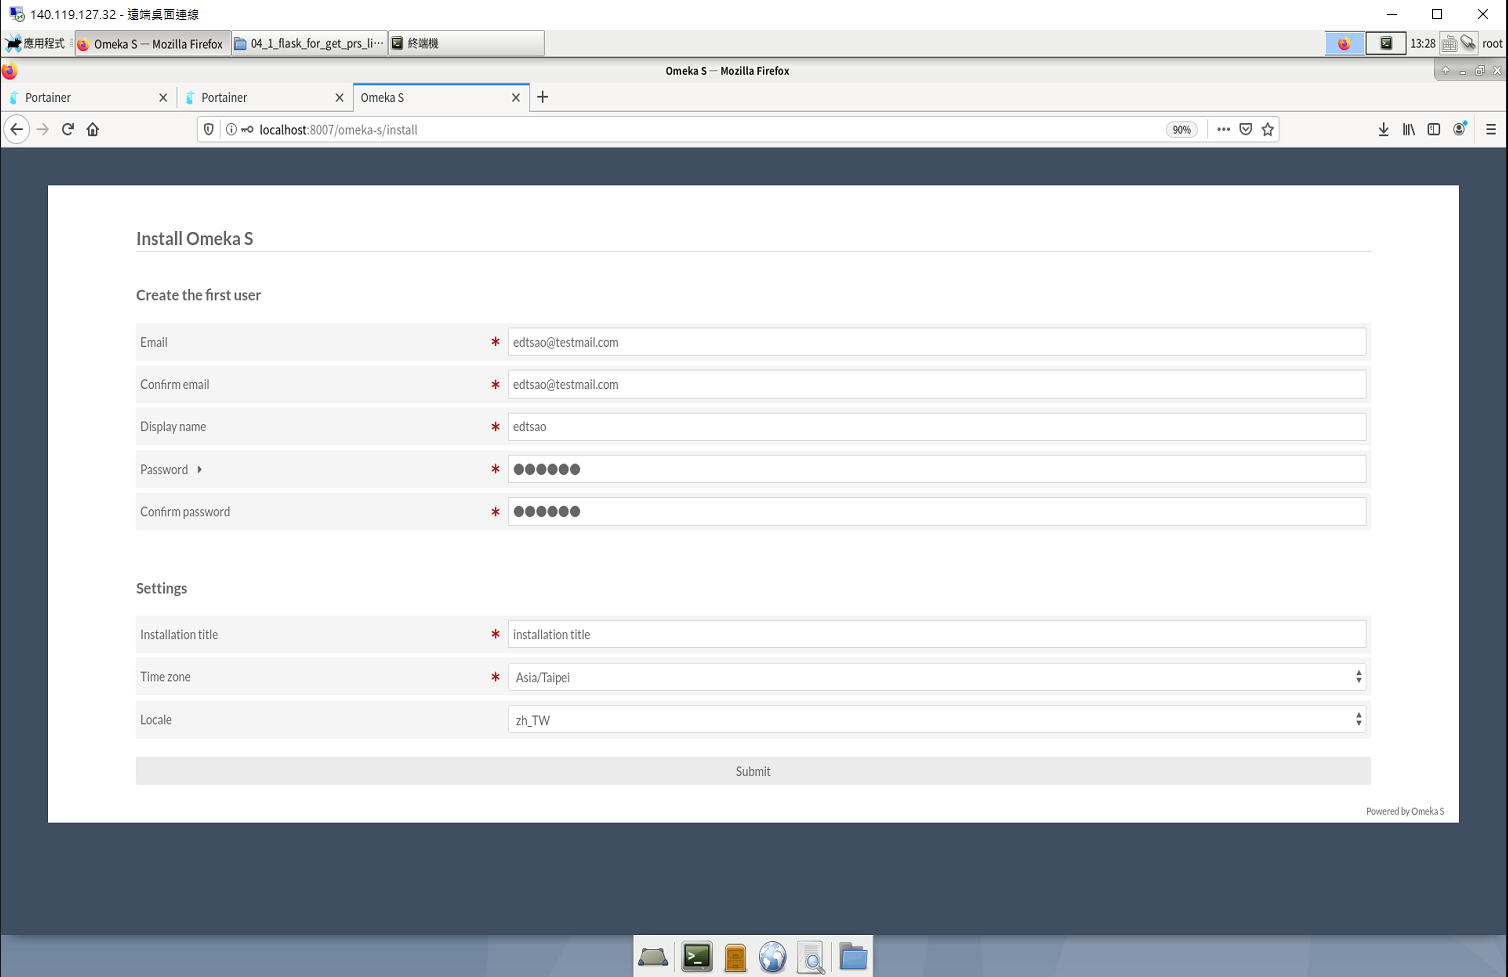 140.119.127.32 - 遠端桌面連線
應用程式
Omeka S — Mozilla Firefox
04_1_flask_for_get_prs_li···
終端機
13:28
root
Omeka S — Mozilla Firefox
Portainer
Portainer
Omeka S
localhost:8007/omeka-s/install
90%
Install Omeka S
Create the first user
Email * edtsao@testmail.com
Confirm email * edtsao@testmail.com
Display name * edtsao
Password * ●●●●●●
Confirm password * ●●●●●●
Settings
Installation title * installation title
Time zone * Asia/Taipei
Locale zh_TW
Submit
Powered by Omeka S